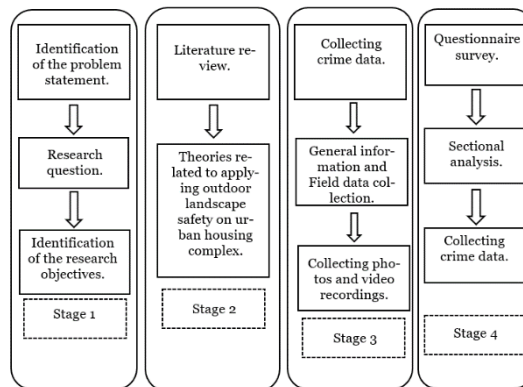 Identification
of the problem
statement.
Research
question.
Identification
of the research
objectives.
Stage 1
Literature re-
view.
Theories re-
lated to apply-
ing outdoor
landscape
safety on ur-
ban housing
complex.
Stage 2
Collecting
crime data.
General infor-
mation and
Field data col-
lection.
Collecting pho-
tos and video
recordings.
Stage 3
Questionnaire
survey.
Sectional
analysis.
Collecting
crime data.
Stage 4